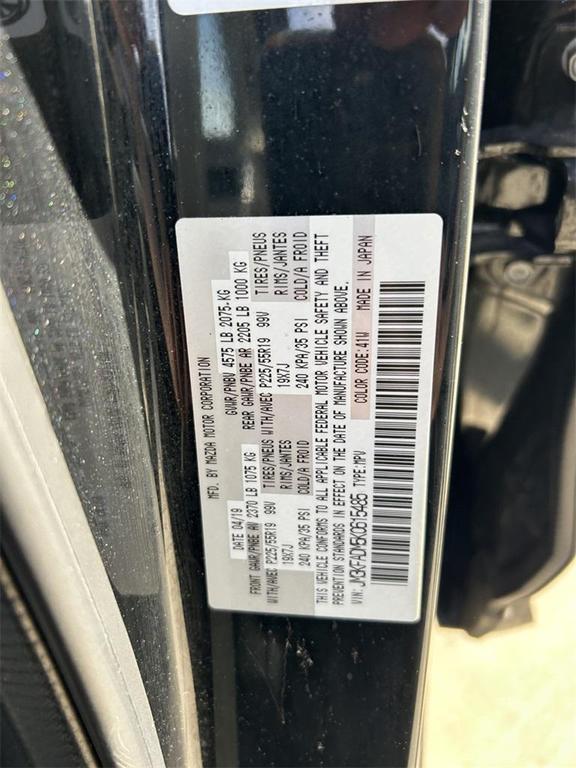 MFD. BY MAZDA MOTOR CORPORATION
DATE 04/19 GVWR/PNBV 4575 LB 2075-KG
FRONT GAWR/PNBE AV 2370 LB 1075 KG REAR GAWR/PNBE AR 2205 LB 1000 KG
WITH/AVEC P225/55R19 99V TIRES/PNEUS WITH/AVEC P225/55R19 99V TIRES/PNEUS
19X7J RIMS/JANTES 19X7J RIMS/JANTES
240 KPA/35 PSI COLD/A FROID 240 KPA/35 PSI COLD/A FROID
THIS VEHICLE CONFORMS TO ALL APPLICABLE FEDERAL MOTOR VEHICLE SAFETY AND THEFT
PREVENTION STANDARDS IN EFFECT ON THE DATE OF MANUFACTURE SHOWN ABOVE.
COLOR CODE:41W MADE IN JAPAN
VIN: JM3KFADM5K0615485 TYPE:MPV